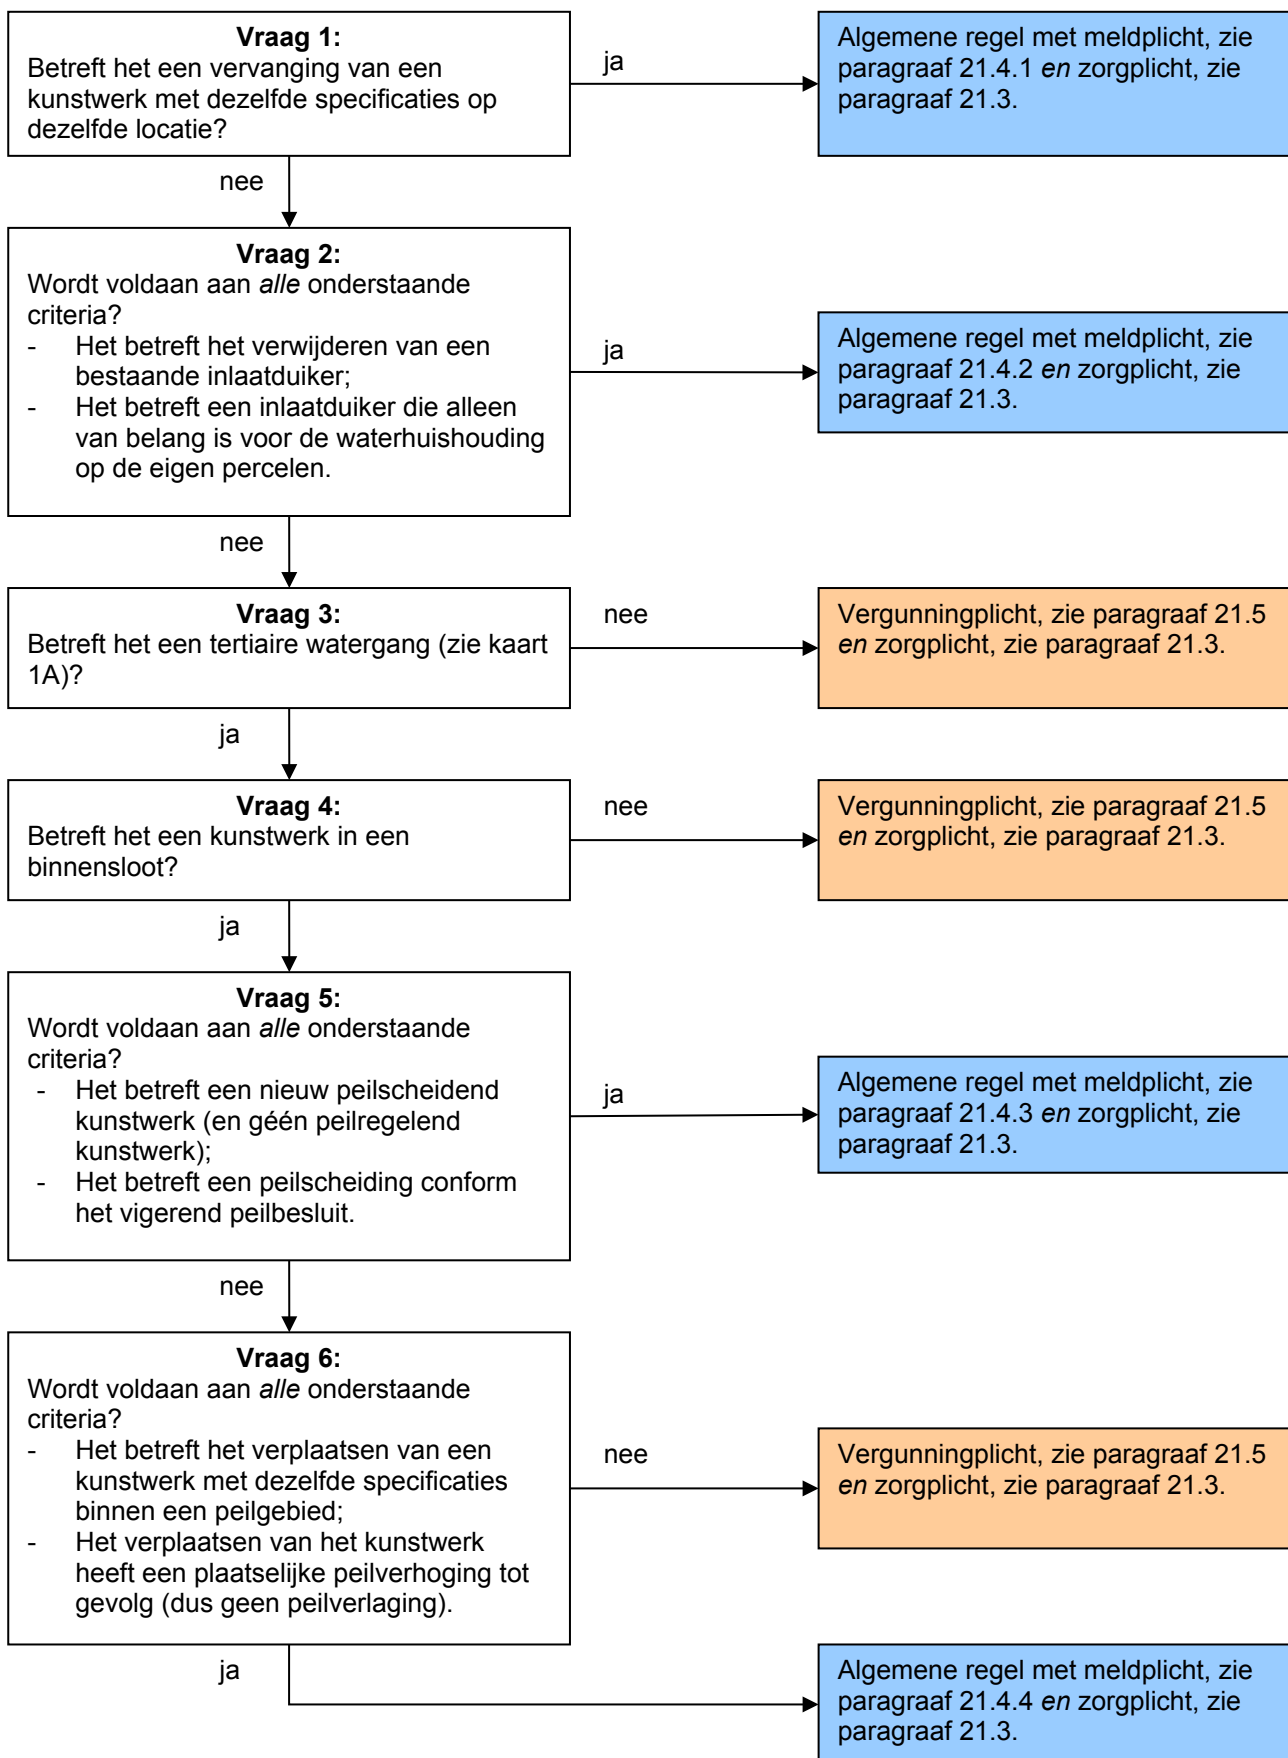 Vraag 1:
Betreft het een vervanging van een
kunstwerk met dezelfde specificaties op
dezelfde locatie?
ja
Algemene regel met meldplicht, zie
paragraaf 21.4.1 en zorgplicht, zie
paragraaf 21.3.
nee
Vraag 2:
Wordt voldaan aan alle onderstaande
criteria?
- Het betreft het verwijderen van een
bestaande inlaatduiker;
- Het betreft een inlaatduiker die alleen
van belang is voor de waterhuishouding
op de eigen percelen.
ja
Algemene regel met meldplicht, zie
paragraaf 21.4.2 en zorgplicht, zie
paragraaf 21.3.
nee
Vraag 3:
Betreft het een tertiaire watergang (zie kaart
1A)?
nee
Vergunningplicht, zie paragraaf 21.5
en zorgplicht, zie paragraaf 21.3.
ja
Vraag 4:
Betreft het een kunstwerk in een
binnensloot?
nee
Vergunningplicht, zie paragraaf 21.5
en zorgplicht, zie paragraaf 21.3.
ja
Vraag 5:
Wordt voldaan aan alle onderstaande
criteria?
- Het betreft een nieuw peilscheidend
kunstwerk (en géén peilregelend
kunstwerk);
- Het betreft een peilscheiding conform
het vigerend peilbesluit.
ja
Algemene regel met meldplicht, zie
paragraaf 21.4.3 en zorgplicht, zie
paragraaf 21.3.
nee
Vraag 6:
Wordt voldaan aan alle onderstaande
criteria?
- Het betreft het verplaatsen van een
kunstwerk met dezelfde specificaties
binnen een peilgebied;
- Het verplaatsen van het kunstwerk
heeft een plaatselijke peilverhoging tot
gevolg (dus geen peilverlaging).
nee
Vergunningplicht, zie paragraaf 21.5
en zorgplicht, zie paragraaf 21.3.
ja
Algemene regel met meldplicht, zie
paragraaf 21.4.4 en zorgplicht, zie
paragraaf 21.3.